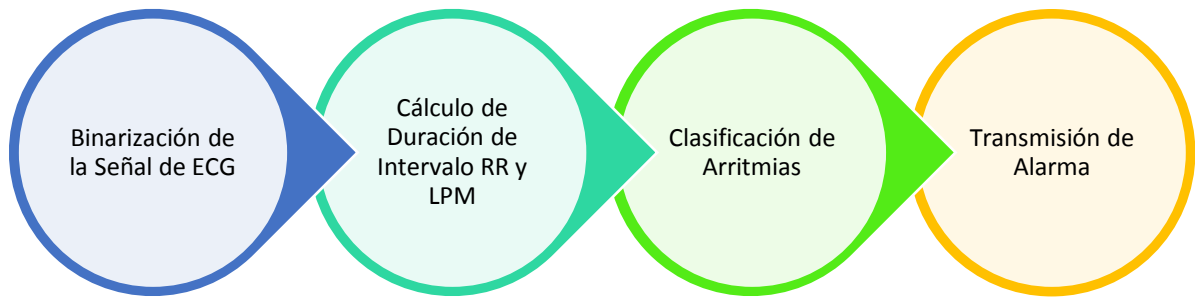 Binarización de
la Señal de ECG
Cálculo de
Duración de
Intervalo RR y
LPM
Clasificación de
Arritmias
Transmisión de
Alarma